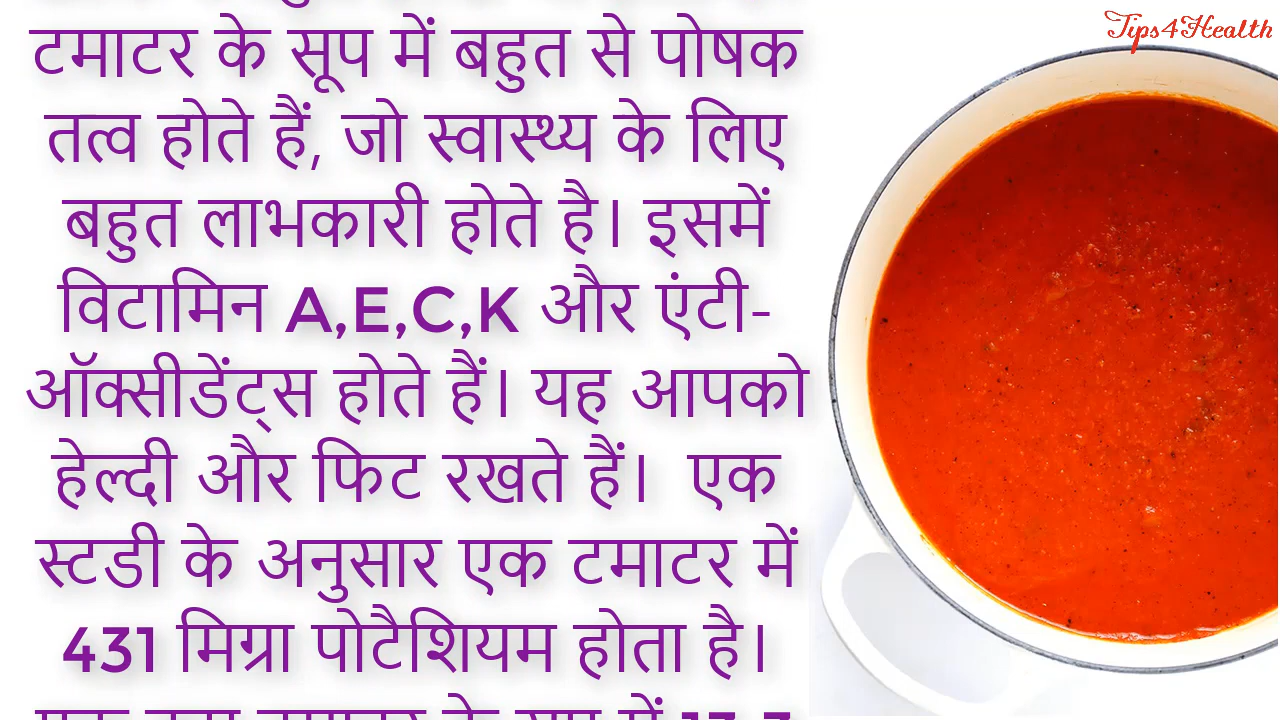 Tips4Health
टमाटर के सूप में बहुत से पोषक
तत्व होते हैं, जो स्वास्थ्य के लिए
बहुत लाभकारी होते है। इसमें
विटामिन A,E,C,K और एंटी-
ऑक्सीडेंट्स होते हैं। यह आपको
हेल्दी और फिट रखते हैं। एक
स्टडी के अनुसार एक टमाटर में
431 मिग्रा पोटैशियम होता है।